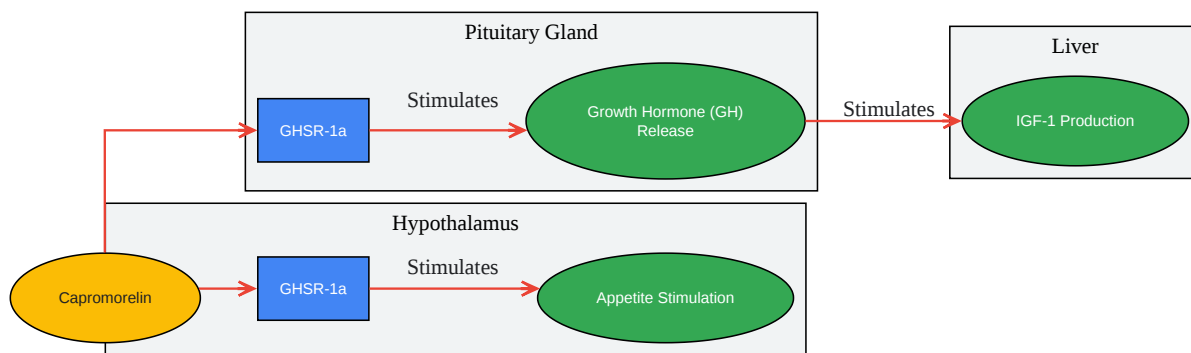 Pituitary Gland
Liver
GHSR-1a
Stimulates
Growth Hormone (GH)
Release
Stimulates
IGF-1 Production
Hypothalamus
Capromorelin
GHSR-1a
Stimulates
Appetite Stimulation